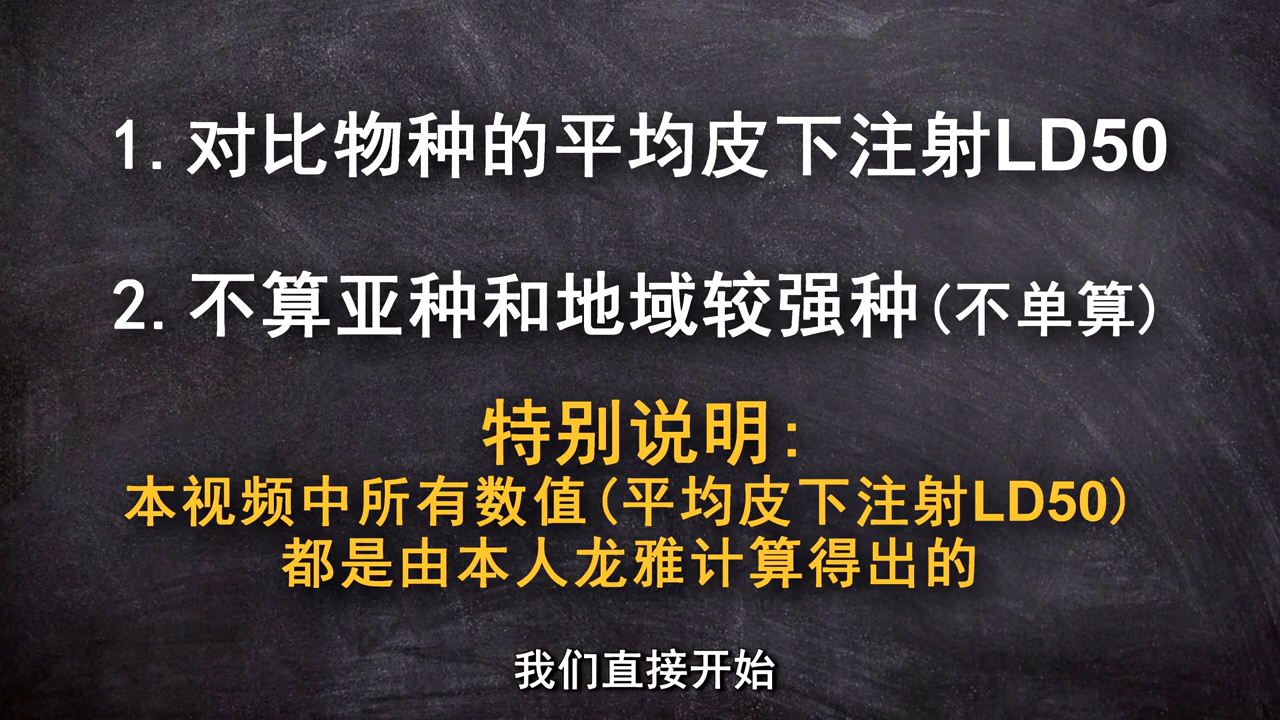 1.对比物种的平均皮下注射LD50
2.不算亚种和地域较强种(不单算)
特别说明:
本视频中所有数值(平均皮下注射LD50)
都是由本人龙雅计算得出的
我们直接开始